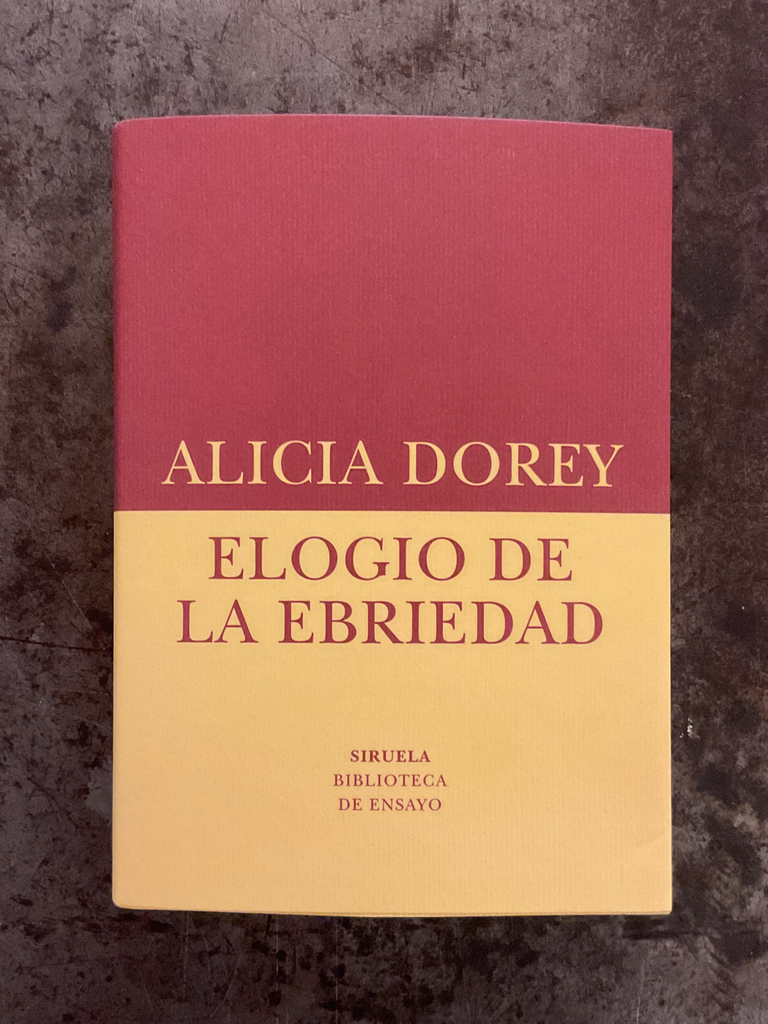 ALICIA DOREY
ELOGIO DE
LA EBRIEDAD
SIRUELA
BIBLIOTECA
DE ENSAYO